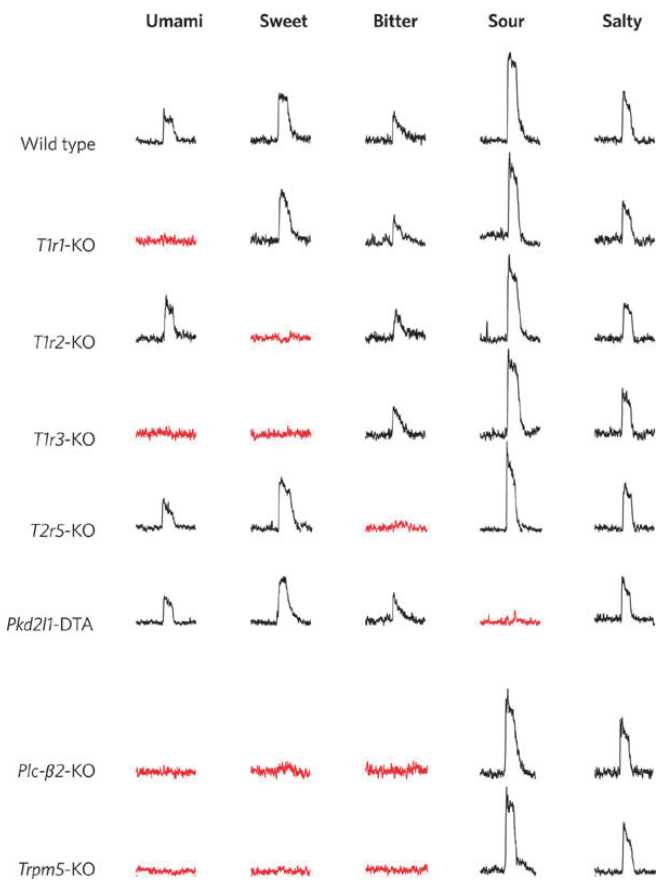 Umami Sweet Bitter Sour Salty
Wild type
T1r1-KO
T1r2-KO
T1r3-KO
T2r5-KO
Pkd2l1-DTA
Plc-β2-KO
Trpm5-KO